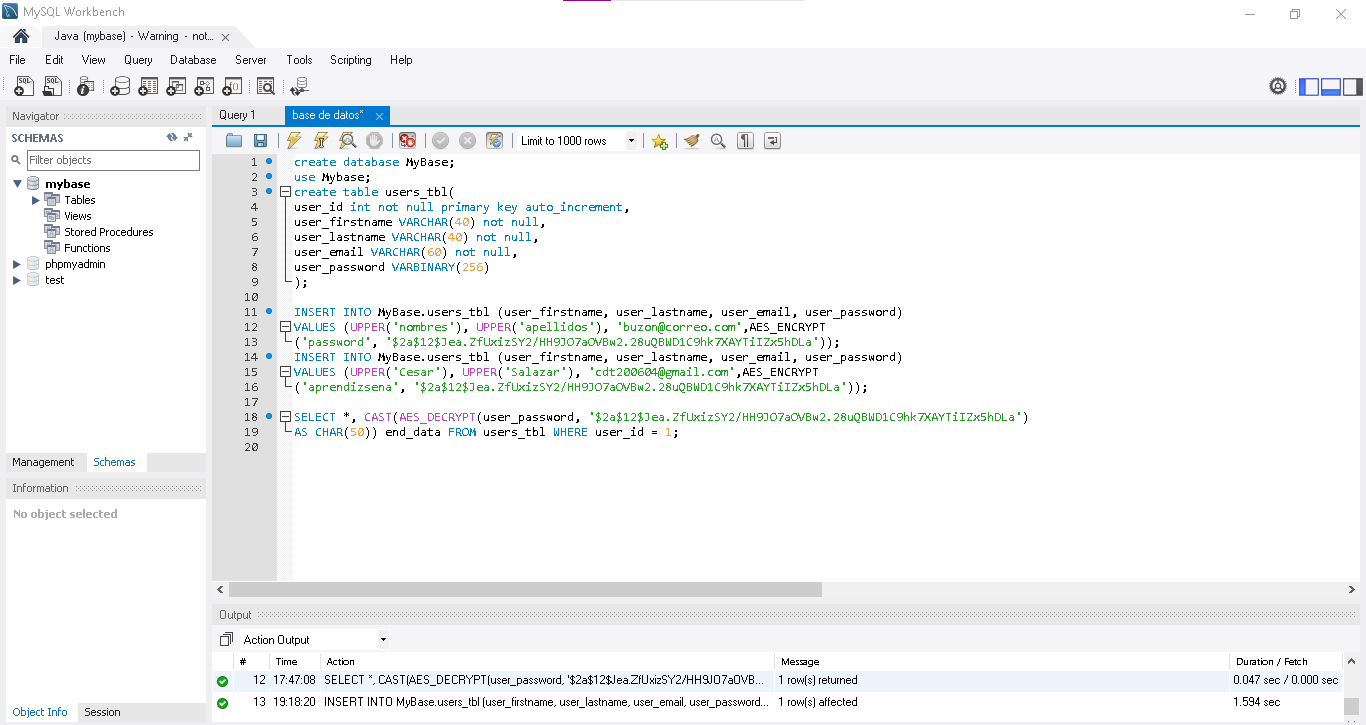 MySQL Workbench
Java (mybase) - Warning - not...
File Edit View Query Database Server Tools Scripting Help
Navigator
SCHEMAS
Filter objects
mybase
Tables
Views
Stored Procedures
Functions
phpmyadmin
test
Management Schemas
Information
No object selected
Object Info Session
Query 1 base de datos*
Limit to 1000 rows
1 create database MyBase;
2 use Mybase;
3 create table users_tbl(
4 user_id int not null primary key auto_increment,
5 user_firstname VARCHAR(40) not null,
6 user_lastname VARCHAR(40) not null,
7 user_email VARCHAR(60) not null,
8 user_password VARBINARY(256)
9 );
10
11 INSERT INTO MyBase.users_tbl (user_firstname, user_lastname, user_email, user_password)
12 VALUES (UPPER('nombres'), UPPER('apellidos'), 'buzon@correo.com',AES_ENCRYPT
13 ('password', '$2a$12$Jea.ZfUxizSY2/HH9JO7aOVBw2.28uQBWD1C9hk7XAYTiIZx5hDLa'));
14 INSERT INTO MyBase.users_tbl (user_firstname, user_lastname, user_email, user_password)
15 VALUES (UPPER('Cesar'), UPPER('Salazar'), 'cdt200604@gmail.com',AES_ENCRYPT
16 ('aprendizsena', '$2a$12$Jea.ZfUxizSY2/HH9JO7aOVBw2.28uQBWD1C9hk7XAYTiIZx5hDLa'));
17
18 SELECT *, CAST(AES_DECRYPT(user_password, '$2a$12$Jea.ZfUxizSY2/HH9JO7aOVBw2.28uQBWD1C9hk7XAYTiIZx5hDLa')
19 AS CHAR(50)) end_data FROM users_tbl WHERE user_id = 1;
20
Output
Action Output
# Time Action Message Duration / Fetch
12 17:47:08 SELECT *, CAST(AES_DECRYPT(user_password, '$2a$12$Jea.ZfUxizSY2/HH9JO7aOVB... 1 row(s) returned 0.047 sec / 0.000 sec
13 19:18:20 INSERT INTO MyBase.users_tbl (user_firstname, user_lastname, user_email, user_password... 1 row(s) affected 1.594 sec